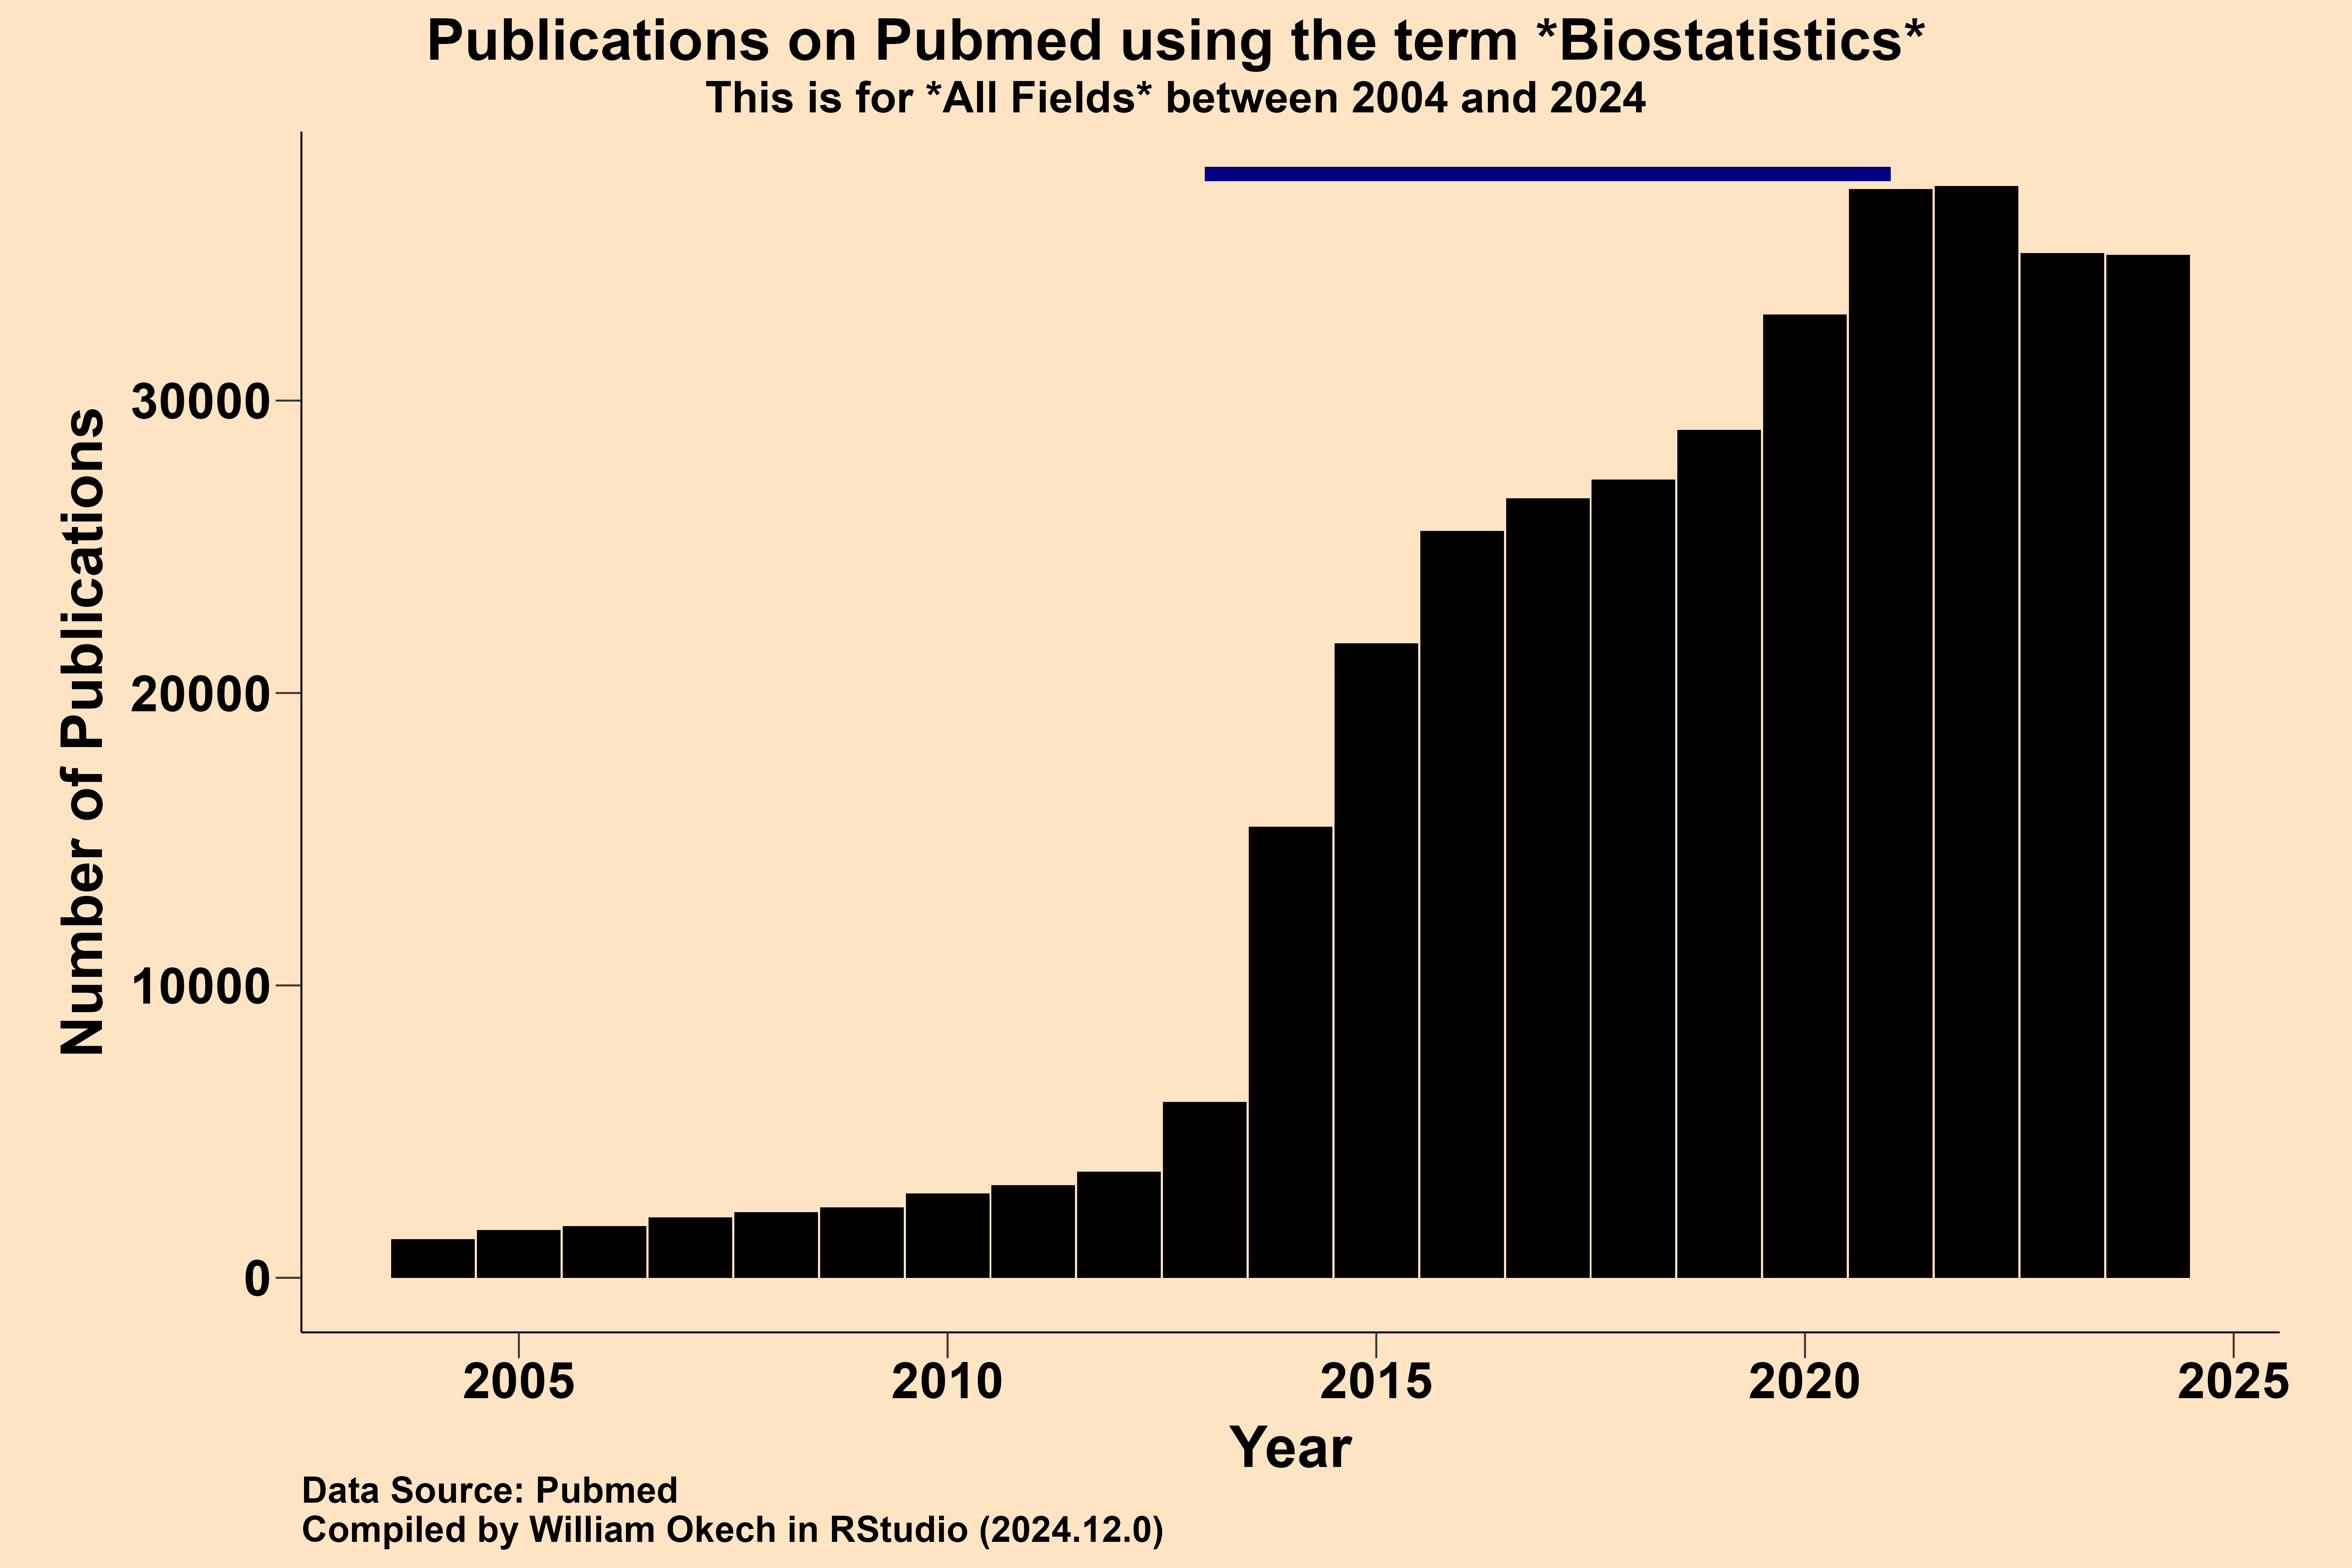 Publications on Pubmed using the term *Biostatistics*
This is for *All Fields* between 2004 and 2024
Number of Publications
30000
20000
10000
0
2005 2010 2015 2020 2025
Year
Data Source: Pubmed
Compiled by William Okech in RStudio (2024.12.0)